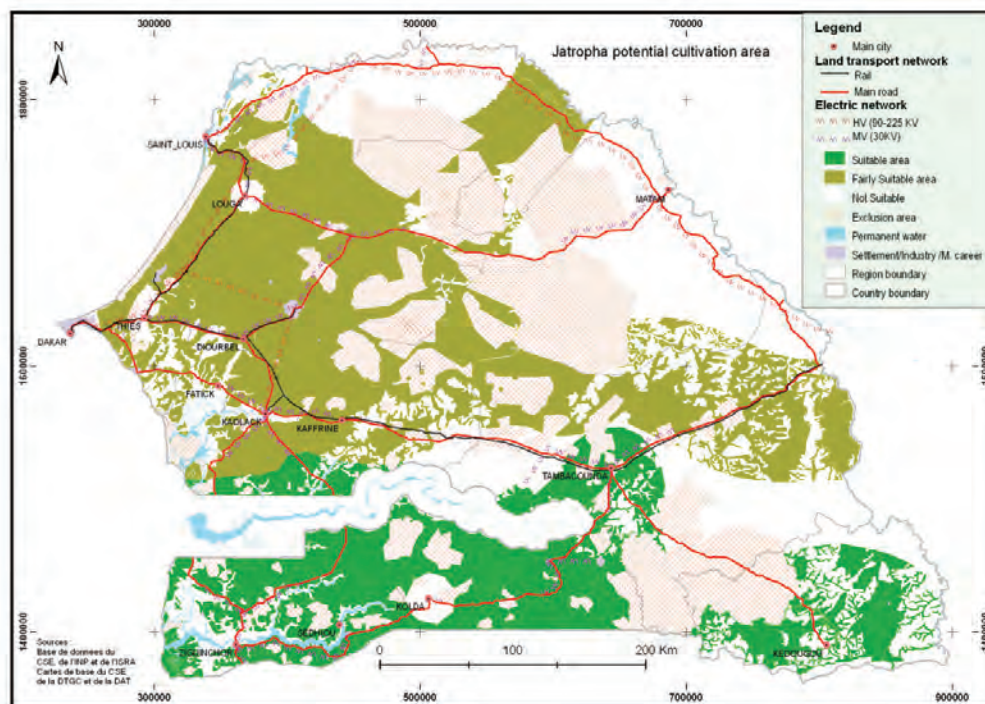 300000
500000
700000
Jatropha potential cultivation area
N
1800000
Legend
Main city
Land transport network
Rail
Main road
Electric network
HV (90-225 KV
MV (30KV)
Suitable area
Fairly Suitable area
Not Suitable
Exclusion area
Permanent water
Settlement/Industry /M. career
Region boundary
Country boundary
SAINT_LOUIS
LOUGA
MATAM
THIES
DAKAR
DIOURBEL
1600000
FATICK
KAOLACK
KAFFRINE
TAMBACOUNDA
KOLDA
SEDHIOU
ZIGUINCHOR
KEDOUGOU
1400000
Sources :
Base de données du
CSE, de l'INP et de l'ISRA
Cartes de base du CSE
de la DTGC et de la DAT
0 100 200 Km
300000
500000
700000
900000